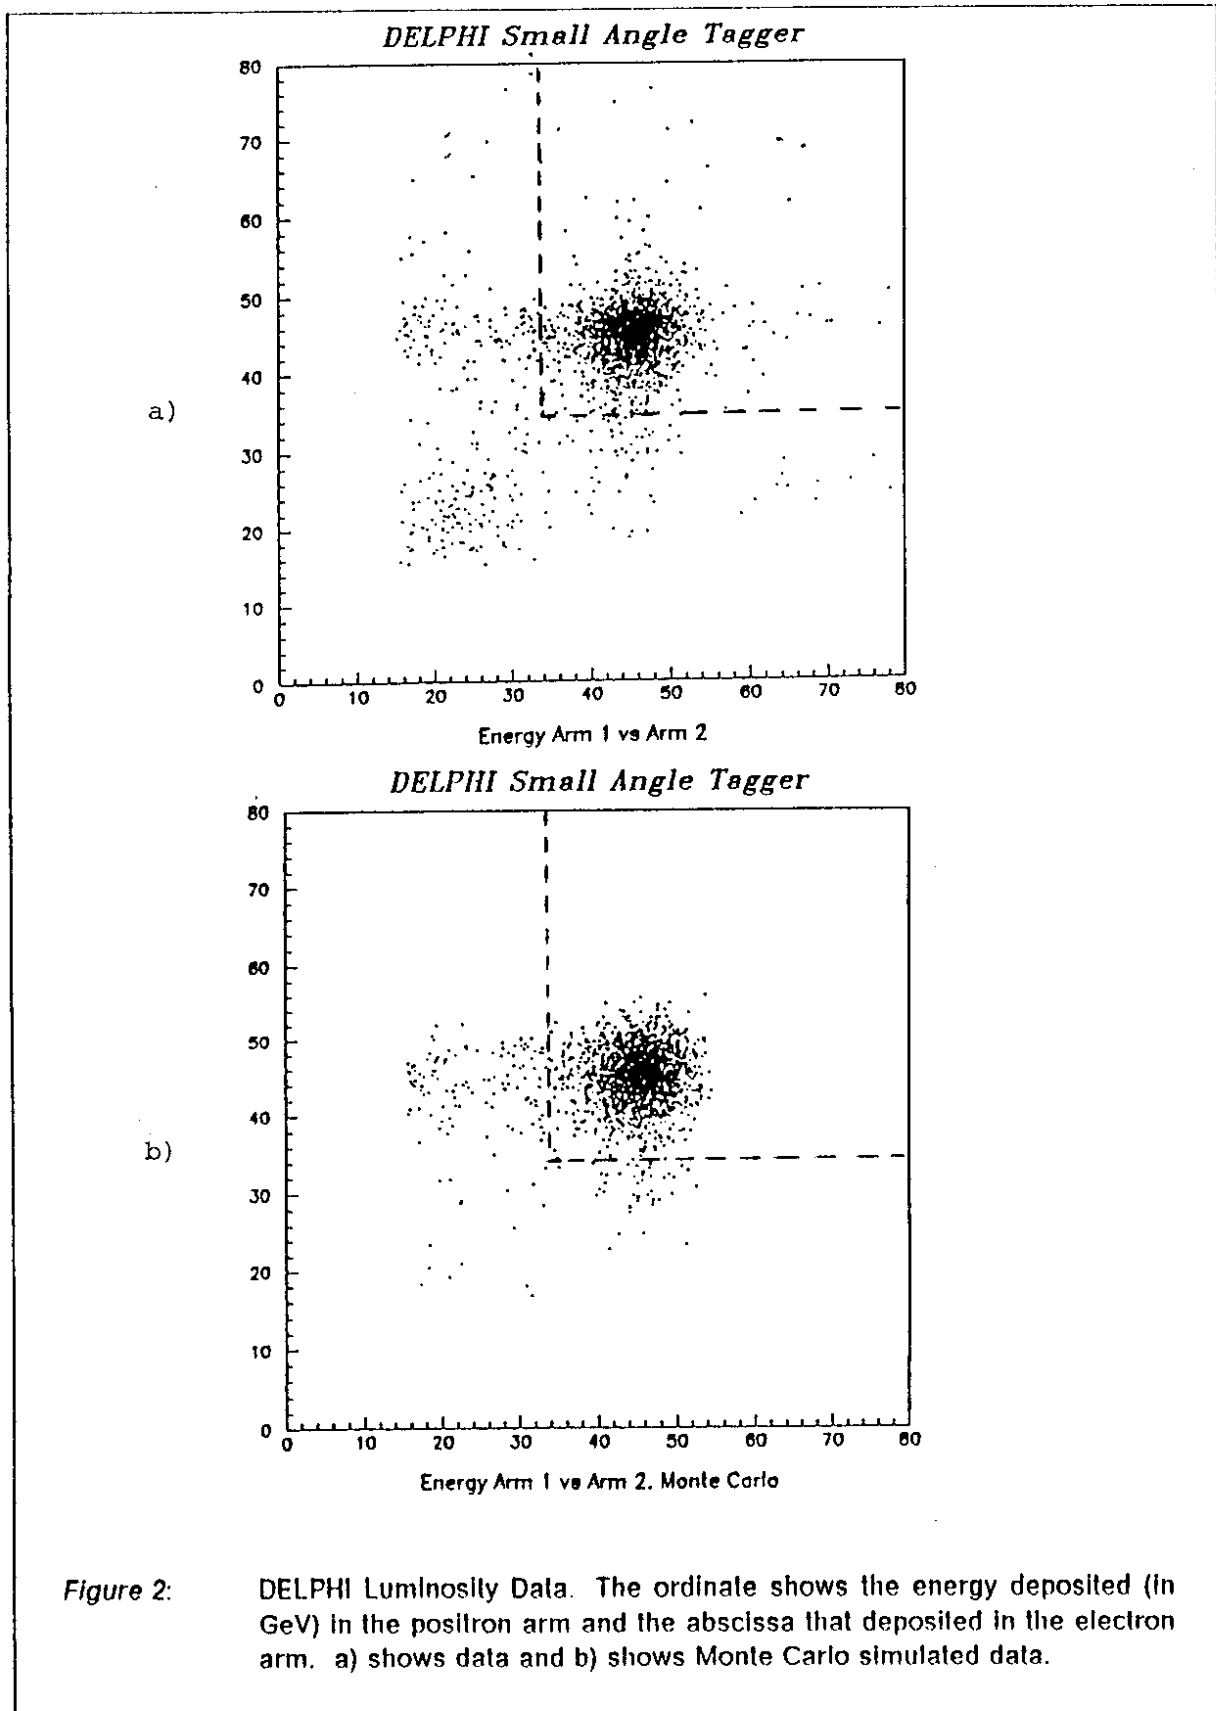 DELPHI Small Angle Tagger
80
70
60
50
40
30
20
10
0
0 10 20 30 40 50 60 70 80
a)
Energy Arm 1 vs Arm 2
DELPHI Small Angle Tagger
80
70
60
50
40
30
20
10
0
0 10 20 30 40 50 60 70 80
b)
Energy Arm 1 vs Arm 2. Monte Carlo
Figure 2: DELPHI Luminosity Data. The ordinate shows the energy deposited (in
GeV) in the positron arm and the abscissa that deposited in the electron
arm. a) shows data and b) shows Monte Carlo simulated data.